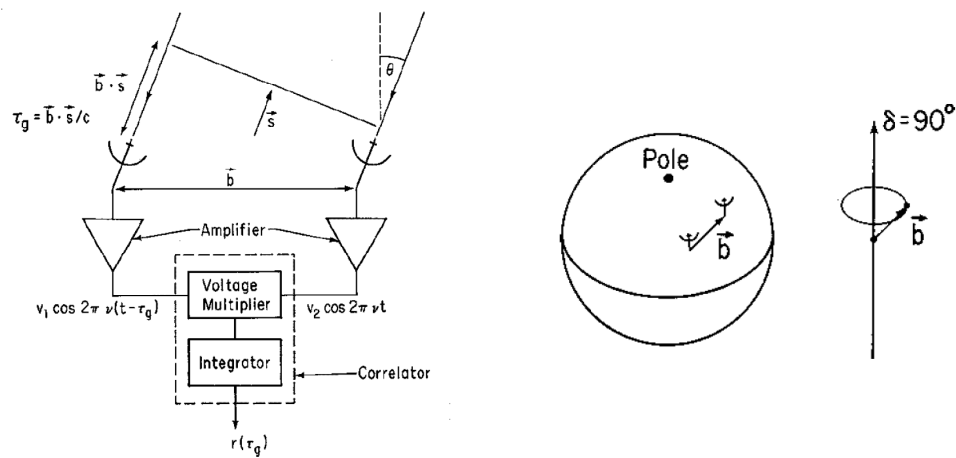 b⃗ · s⃗
θ
τg = b⃗ · s⃗/c
s⃗
b⃗
Amplifier
Voltage
Multiplier
v₁ cos 2π ν(t-τg)
v₂ cos 2π νt
Integrator
Correlator
r(τg)
Pole
b⃗
δ=90°
b⃗